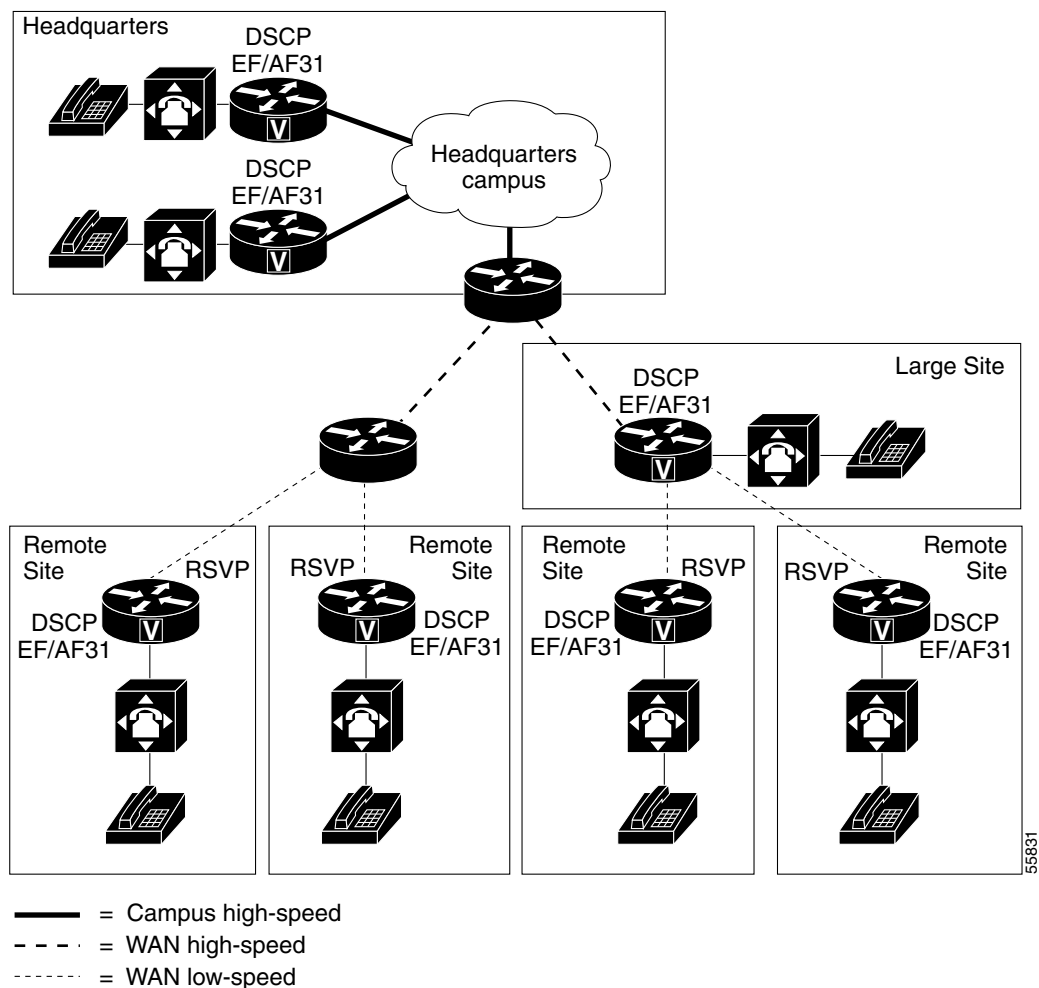 Headquarters
DSCP
EF/AF31
V
DSCP
EF/AF31
V
Headquarters
campus
Large Site
DSCP
EF/AF31
V
Remote
Site
RSVP
DSCP
EF/AF31
V
Remote
Site
RSVP
DSCP
EF/AF31
V
Remote
Site
RSVP
DSCP
EF/AF31
V
Remote
Site
RSVP
DSCP
EF/AF31
V
55831
= Campus high-speed
= WAN high-speed
= WAN low-speed